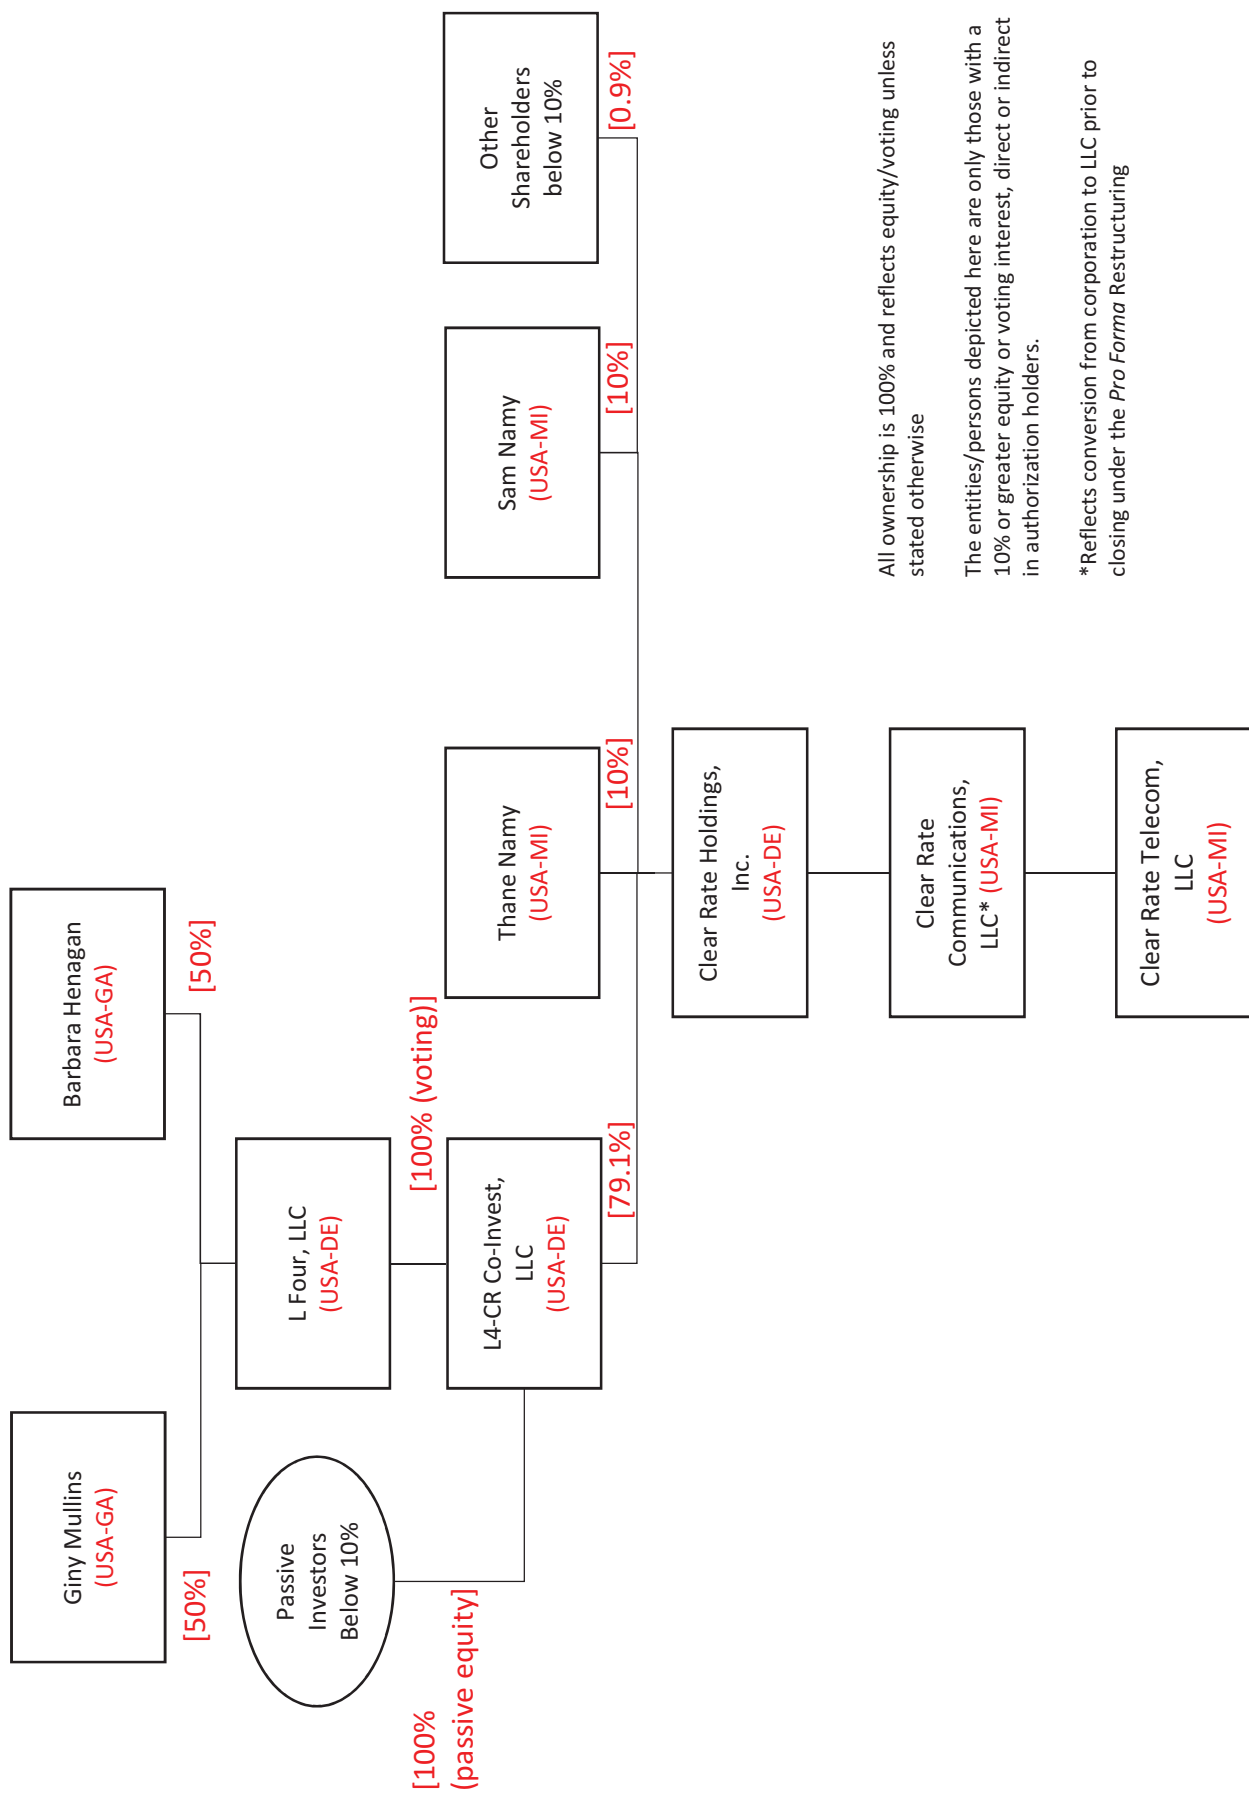 Giny Mullins
(USA-GA)
[50%]
Barbara Henagan
(USA-GA)
[50%]
Passive
Investors
Below 10%
[100%
(passive equity]
L Four, LLC
(USA-DE)
[100% (voting)]
L4-CR Co-Invest,
LLC
(USA-DE)
[79.1%]
Thane Namy
(USA-MI)
[10%]
Sam Namy
(USA-MI)
[10%]
Other
Shareholders
below 10%
[0.9%]
Clear Rate Holdings,
Inc.
(USA-DE)
Clear Rate
Communications,
LLC* (USA-MI)
Clear Rate Telecom,
LLC
(USA-MI)
All ownership is 100% and reflects equity/voting unless
stated otherwise
The entities/persons depicted here are only those with a
10% or greater equity or voting interest, direct or indirect
in authorization holders.
*Reflects conversion from corporation to LLC prior to
closing under the Pro Forma Restructuring